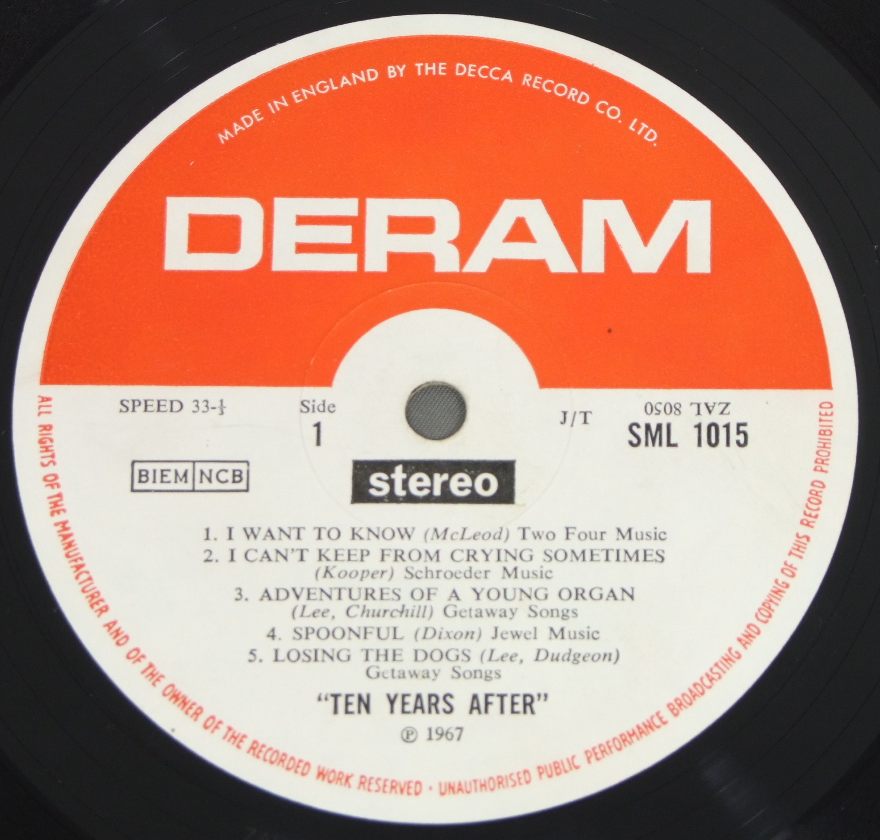 MADE IN ENGLAND BY THE DECCA RECORD CO. LTD.
DERAM
SPEED 33-⅓
Side
1
J/T
ZAL 8050
SML 1015
BIEM NCB
stereo
1. I WANT TO KNOW (McLeod) Two Four Music
2. I CAN'T KEEP FROM CRYING SOMETIMES
(Kooper) Schroeder Music
3. ADVENTURES OF A YOUNG ORGAN
(Lee, Churchill) Getaway Songs
4. SPOONFUL (Dixon) Jewel Music
5. LOSING THE DOGS (Lee, Dudgeon)
Getaway Songs
“TEN YEARS AFTER”
℗ 1967
ALL RIGHTS OF THE MANUFACTURER AND OF THE OWNER OF THE RECORDED WORK RESERVED · UNAUTHORISED PUBLIC PERFORMANCE BROADCASTING AND COPYING OF THIS RECORD PROHIBITED